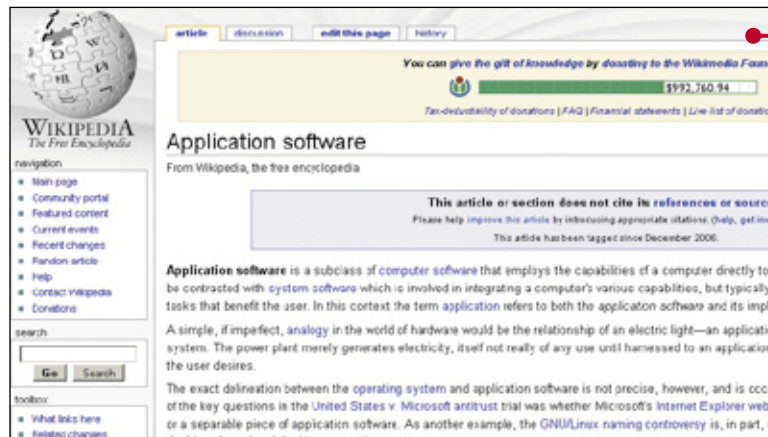 article discussion edit this page history
You can give the gift of knowledge by donating to the Wikimedia Foun
$992,760.94
Tax-deductibility of donations | FAQ | Financial statements | Live list of donatio
WIKIPEDIA
The Free Encyclopedia
navigation
Main page
Community portal
Featured content
Current events
Recent changes
Random article
Help
Contact Wikipedia
Donations
search
Go Search
toolbox
What links here
Related changes
Application software
From Wikipedia, the free encyclopedia
This article or section does not cite its references or sourc
Please help improve this article by introducing appropriate citations. (help, get inv
This article has been tagged since December 2006.
Application software is a subclass of computer software that employs the capabilities of a computer directly to
be contrasted with system software which is involved in integrating a computer's various capabilities, but typically
tasks that benefit the user. In this context the term application refers to both the application software and its impl
A simple, if imperfect, analogy in the world of hardware would be the relationship of an electric light—an applicati
system. The power plant merely generates electricity, itself not really of any use until harnessed to an application
the user desires.
The exact delineation between the operating system and application software is not precise, however, and is occ
of the key questions in the United States v. Microsoft antitrust trial was whether Microsoft's Internet Explorer web
or a separable piece of application software. As another example, the GNU/Linux naming controversy is, in part,